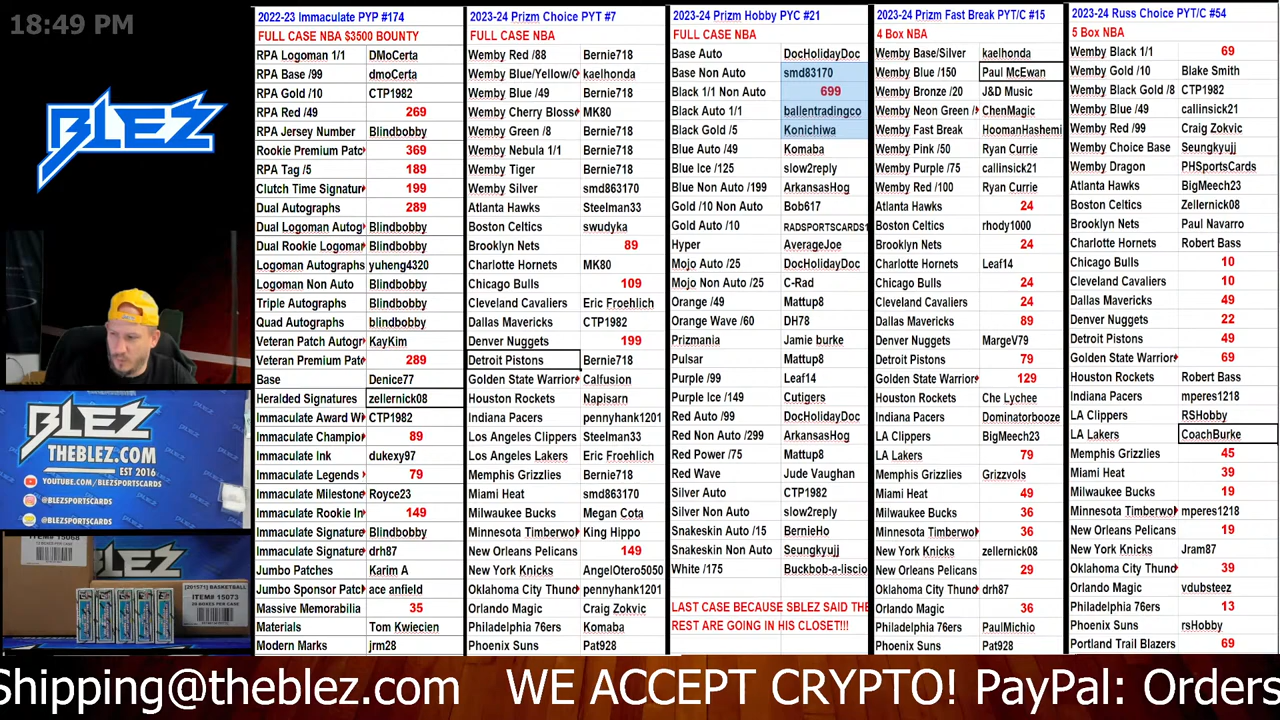 18:49 PM
BLEZ
BLEZ
THEBLEZ.COM
EST 2016
YOUTUBE.COM/BLEZSPORTSCARDS
@BLEZSPORTSCARDS
@BLEZSPORTSCARDS
ITEM# 15068
BLEZ
[201571] BASKETBALL
ITEM# 15073
2022-23 Immaculate PYP #174
FULL CASE NBA $3500 BOUNTY
RPA Logoman 1/1 DMoCerta
RPA Base /99 dmoCerta
RPA Gold /10 CTP1982
RPA Red /49 269
RPA Jersey Number Blindbobby
Rookie Premium Patc 369
RPA Tag /5 189
Clutch Time Signatur 199
Dual Autographs 289
Dual Logoman Autog Blindbobby
Dual Rookie Logoma Blindbobby
Logoman Autographs yuheng4320
Logoman Non Auto Blindbobby
Triple Autographs Blindbobby
Quad Autographs blindbobby
Veteran Patch Autogr KayKim
Veteran Premium Pat 289
Base Denice77
Heralded Signatures zellernick08
Immaculate Award W CTP1982
Immaculate Champio 89
Immaculate Ink dukexy97
Immaculate Legends 79
Immaculate Mileston Royce23
Immaculate Rookie In 149
Immaculate Signatur Blindbobby
Immaculate Signatur drh87
Jumbo Patches Karim A
Jumbo Sponsor Patc ace anfield
Massive Memorabilia 35
Materials Tom Kwiecien
Modern Marks jrm28
2023-24 Prizm Choice PYT #7
FULL CASE NBA
Wemby Red /88 Bernie718
Wemby Blue/Yellow/ kaelhonda
Wemby Blue /49 Bernie718
Wemby Cherry Bloss MK80
Wemby Green /8 Bernie718
Wemby Nebula 1/1 Bernie718
Wemby Tiger Bernie718
Wemby Silver smd863170
Atlanta Hawks Steelman33
Boston Celtics swudyka
Brooklyn Nets 89
Charlotte Hornets MK80
Chicago Bulls 109
Cleveland Cavaliers Eric Froehlich
Dallas Mavericks CTP1982
Denver Nuggets 199
Detroit Pistons Bernie718
Golden State Warrior Calfusion
Houston Rockets Napisarn
Indiana Pacers pennyhank1201
Los Angeles Clippers Steelman33
Los Angeles Lakers Eric Froehlich
Memphis Grizzlies Bernie718
Miami Heat smd863170
Milwaukee Bucks Megan Cota
Minnesota Timberwo King Hippo
New Orleans Pelicans 149
New York Knicks AngelOtero5050
Oklahoma City Thund pennyhank1201
Orlando Magic Craig Zokvic
Philadelphia 76ers Komaba
Phoenix Suns Pat928
2023-24 Prizm Hobby PYC #21
FULL CASE NBA
Base Auto DocHolidayDoc
Base Non Auto smd83170
Black 1/1 Non Auto 699
Black Auto 1/1 ballentradingco
Black Gold /5 Konichiwa
Blue Auto /49 Komaba
Blue Ice /125 slow2reply
Blue Non Auto /199 ArkansasHog
Gold /10 Non Auto Bob617
Gold Auto /10 RADSPORTSCARDS1
Hyper AverageJoe
Mojo Auto /25 DocHolidayDoc
Mojo Non Auto /25 C-Rad
Orange /49 Mattup8
Orange Wave /60 DH78
Prizmania Jamie burke
Pulsar Mattup8
Purple /99 Leaf14
Purple Ice /149 Cutigers
Red Auto /99 DocHolidayDoc
Red Non Auto /299 ArkansasHog
Red Power /75 Mattup8
Red Wave Jude Vaughan
Silver Auto CTP1982
Silver Non Auto slow2reply
Snakeskin Auto /15 BernieHo
Snakeskin Non Auto Seungkyujj
White /175 Buckbob-a-liscio
LAST CASE BECAUSE SBLEZ SAID THE
REST ARE GOING IN HIS CLOSET!!!
2023-24 Prizm Fast Break PYT/C #15
4 Box NBA
Wemby Base/Silver kaelhonda
Wemby Blue /150 Paul McEwan
Wemby Bronze /20 J&D Music
Wemby Neon Green / ChenMagic
Wemby Fast Break HoomanHashemi
Wemby Pink /50 Ryan Currie
Wemby Purple /75 callinsick21
Wemby Red /100 Ryan Currie
Atlanta Hawks 24
Boston Celtics rhody1000
Brooklyn Nets 24
Charlotte Hornets Leaf14
Chicago Bulls 24
Cleveland Cavaliers 24
Dallas Mavericks 89
Denver Nuggets MargeV79
Detroit Pistons 79
Golden State Warrior 129
Houston Rockets Che Lychee
Indiana Pacers Dominatorbooze
LA Clippers BigMeech23
LA Lakers 79
Memphis Grizzlies Grizzvols
Miami Heat 49
Milwaukee Bucks 36
Minnesota Timberwo 36
New York Knicks zellernick08
New Orleans Pelicans 29
Oklahoma City Thund drh87
Orlando Magic 36
Philadelphia 76ers PaulMichio
Phoenix Suns Pat928
2023-24 Russ Choice PYT/C #54
5 Box NBA
Wemby Black 1/1 69
Wemby Gold /10 Blake Smith
Wemby Black Gold /8 CTP1982
Wemby Blue /49 callinsick21
Wemby Red /99 Craig Zokvic
Wemby Choice Base Seungkyujj
Wemby Dragon PHSportsCards
Atlanta Hawks BigMeech23
Boston Celtics Zellernick08
Brooklyn Nets Paul Navarro
Charlotte Hornets Robert Bass
Chicago Bulls 10
Cleveland Cavaliers 10
Dallas Mavericks 49
Denver Nuggets 22
Detroit Pistons 49
Golden State Warrior 69
Houston Rockets Robert Bass
Indiana Pacers mperes1218
LA Clippers RSHobby
LA Lakers CoachBurke
Memphis Grizzlies 45
Miami Heat 39
Milwaukee Bucks 19
Minnesota Timberwo mperes1218
New Orleans Pelicans 19
New York Knicks Jram87
Oklahoma City Thund 39
Orlando Magic vdubsteez
Philadelphia 76ers 13
Phoenix Suns rsHobby
Portland Trail Blazers 69
Shipping@theblez.com WE ACCEPT CRYPTO! PayPal: Orders